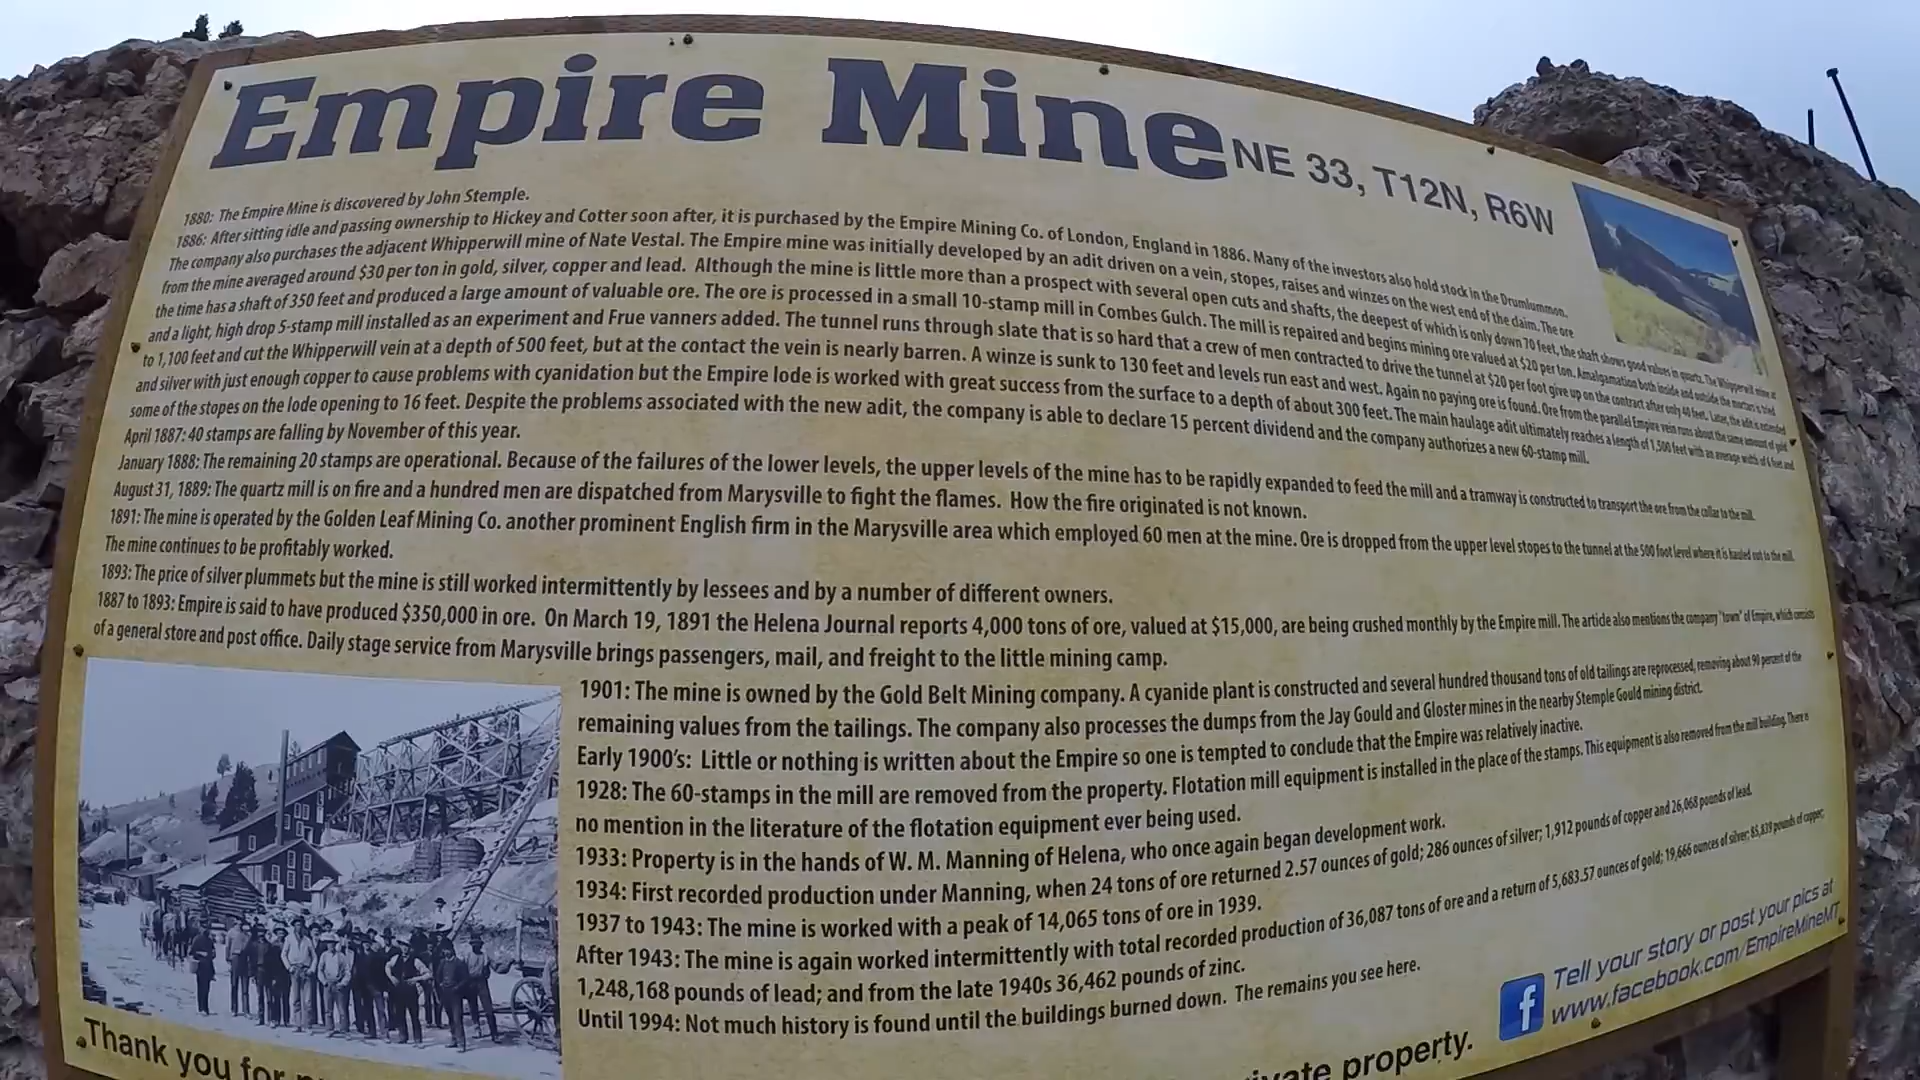 Empire Mine NE 33, T12N, R6W
1880: The Empire Mine is discovered by John Stemple.
1886: After sitting idle and passing ownership to Hickey and Cotter soon after, it is purchased by the Empire Mining Co. of London, England in 1886. Many of the investors also hold stock in the Drumlummon.
The company also purchases the adjacent Whipperwill mine of Nate Vestal. The Empire mine was initially developed by an adit driven on a vein, stopes, raises and winzes on the west end of the claim. The ore
from the mine averaged around $30 per ton in gold, silver, copper and lead. Although the mine is little more than a prospect with several open cuts and shafts, the deepest of which is only down 70 feet, the shaft shows good values in quartz. The Whipperwill mine at
the time has a shaft of 350 feet and produced a large amount of valuable ore. The ore is processed in a small 10-stamp mill in Combes Gulch. The mill is repaired and begins mining ore valued at $20 per ton. Amalgamation both inside and outside the mortars is tried
and a light, high drop 5-stamp mill installed as an experiment and Frue vanners added. The tunnel runs through slate that is so hard that a crew of men contracted to drive the tunnel at $20 per foot give up on the contract after only 40 feet. Later, the adit is extended
to 1,100 feet and cut the Whipperwill vein at a depth of 500 feet, but at the contact the vein is nearly barren. A winze is sunk to 130 feet and levels run east and west. Again no paying ore is found. Ore from the parallel Empire vein runs about the same amount of gold
and silver with just enough copper to cause problems with cyanidation but the Empire lode is worked with great success from the surface to a depth of about 300 feet. The main haulage adit ultimately reaches a length of 1,500 feet with an average width of 6 feet and
some of the stopes on the lode opening to 16 feet. Despite the problems associated with the new adit, the company is able to declare 15 percent dividend and the company authorizes a new 60-stamp mill.
April 1887: 40 stamps are falling by November of this year.
January 1888: The remaining 20 stamps are operational. Because of the failures of the lower levels, the upper levels of the mine has to be rapidly expanded to feed the mill and a tramway is constructed to transport the ore from the collar to the mill.
August 31, 1889: The quartz mill is on fire and a hundred men are dispatched from Marysville to fight the flames. How the fire originated is not known.
1891: The mine is operated by the Golden Leaf Mining Co. another prominent English firm in the Marysville area which employed 60 men at the mine. Ore is dropped from the upper level stopes to the tunnel at the 500 foot level where it is hauled out to the mill.
The mine continues to be profitably worked.
1893: The price of silver plummets but the mine is still worked intermittently by lessees and by a number of different owners.
1887 to 1893: Empire is said to have produced $350,000 in ore. On March 19, 1891 the Helena Journal reports 4,000 tons of ore, valued at $15,000, are being crushed monthly by the Empire mill. The article also mentions the company "town" of Empire, which consists
of a general store and post office. Daily stage service from Marysville brings passengers, mail, and freight to the little mining camp.
1901: The mine is owned by the Gold Belt Mining company. A cyanide plant is constructed and several hundred thousand tons of old tailings are reprocessed, removing about 90 percent of the
remaining values from the tailings. The company also processes the dumps from the Jay Gould and Gloster mines in the nearby Stemple Gould mining district.
Early 1900's: Little or nothing is written about the Empire so one is tempted to conclude that the Empire was relatively inactive.
1928: The 60-stamps in the mill are removed from the property. Flotation mill equipment is installed in the place of the stamps. This equipment is also removed from the mill building. There is
no mention in the literature of the flotation equipment ever being used.
1933: Property is in the hands of W. M. Manning of Helena, who once again began development work.
1934: First recorded production under Manning, when 24 tons of ore returned 2.57 ounces of gold; 286 ounces of silver; 1,912 pounds of copper and 26,068 pounds of lead.
1937 to 1943: The mine is worked with a peak of 14,065 tons of ore in 1939.
After 1943: The mine is again worked intermittently with total recorded production of 36,087 tons of ore and a return of 5,683.57 ounces of gold; 19,666 ounces of silver; 85,839 pounds of copper;
1,248,168 pounds of lead; and from the late 1940s 36,462 pounds of zinc.
Until 1994: Not much history is found until the buildings burned down. The remains you see here.
f Tell your story or post your pics at
www.facebook.com/EmpireMineMT
Thank you for
property.